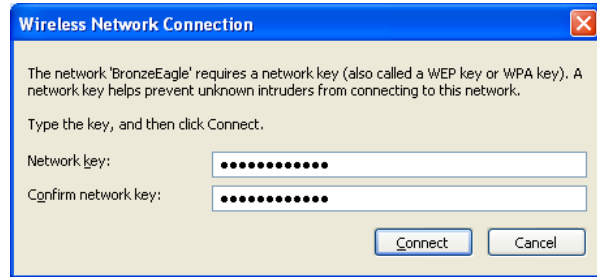 Wireless Network Connection
The network 'BronzeEagle' requires a network key (also called a WEP key or WPA key). A
network key helps prevent unknown intruders from connecting to this network.
Type the key, and then click Connect.
Network key: ●●●●●●●●●●●●
Confirm network key: ●●●●●●●●●●●●
Connect Cancel